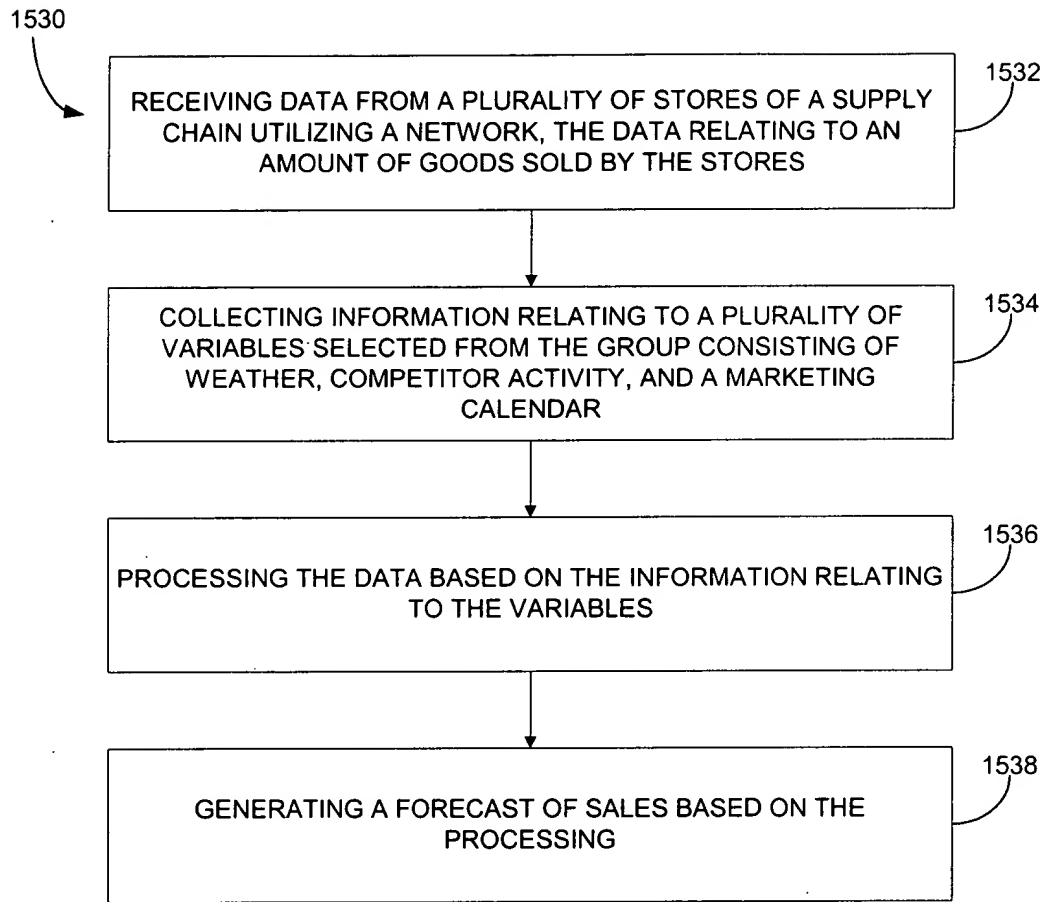 1530
1532
RECEIVING DATA FROM A PLURALITY OF STORES OF A SUPPLY
CHAIN UTILIZING A NETWORK, THE DATA RELATING TO AN
AMOUNT OF GOODS SOLD BY THE STORES
1534
COLLECTING INFORMATION RELATING TO A PLURALITY OF
VARIABLES SELECTED FROM THE GROUP CONSISTING OF
WEATHER, COMPETITOR ACTIVITY, AND A MARKETING
CALENDAR
1536
PROCESSING THE DATA BASED ON THE INFORMATION RELATING
TO THE VARIABLES
1538
GENERATING A FORECAST OF SALES BASED ON THE
PROCESSING